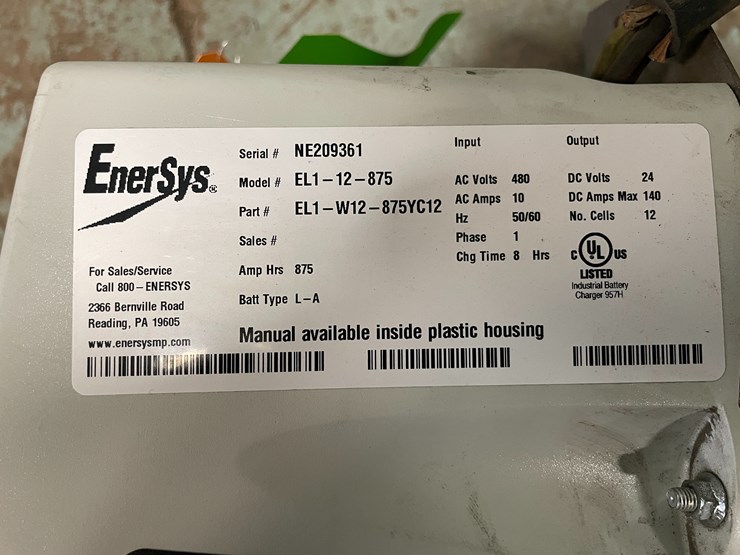 EnerSys®
For Sales/Service
Call 800-ENERSYS
2366 Bernville Road
Reading, PA 19605
www.enersysmp.com
Serial # NE209361
Model # EL1-12-875
Part # EL1-W12-875YC12
Sales #
Amp Hrs 875
Batt Type L-A
Input
AC Volts 480
AC Amps 10
Hz 50/60
Phase 1
Chg Time 8 Hrs
Output
DC Volts 24
DC Amps Max 140
No. Cells 12
C UL US
LISTED
Industrial Battery
Charger 957H
Manual available inside plastic housing